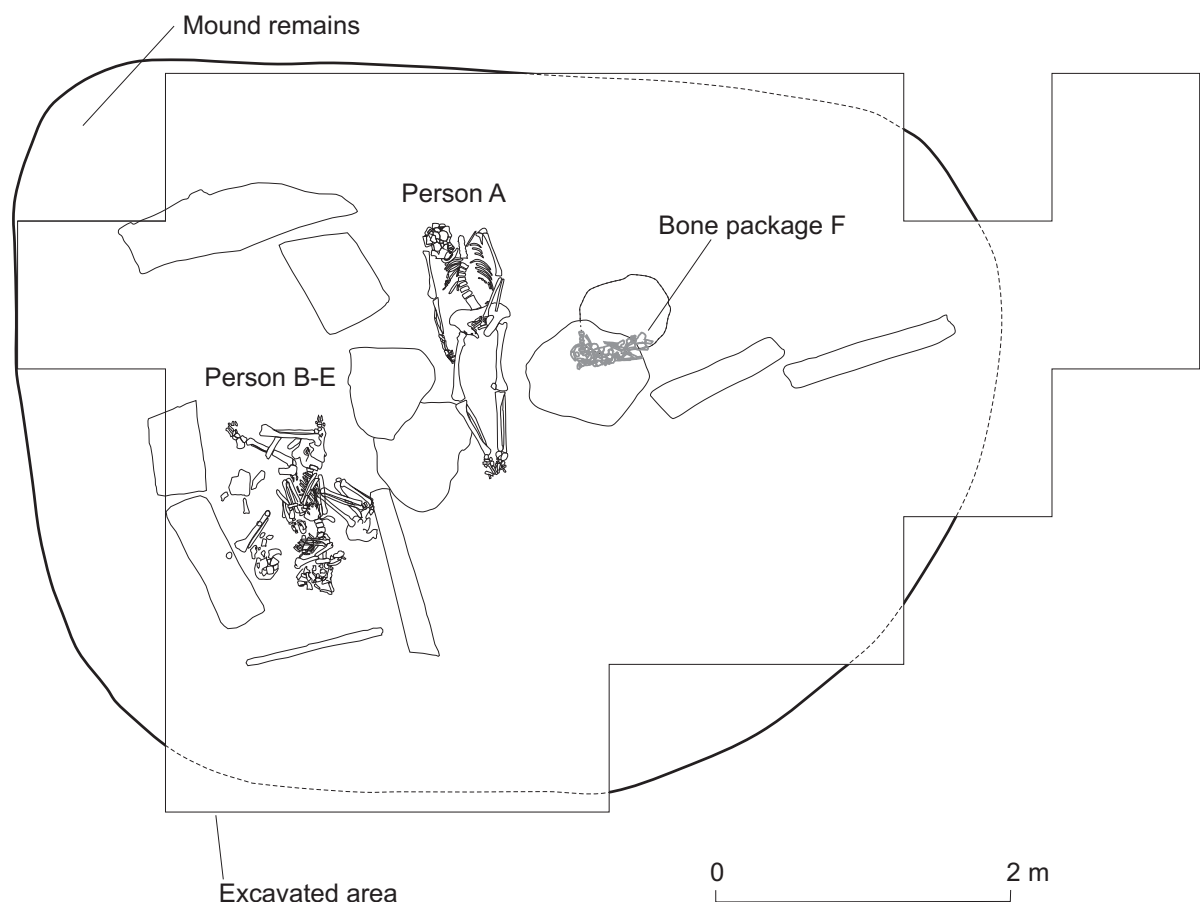 Mound remains
Person A
Bone package F
Person B-E
Excavated area
0 2 m